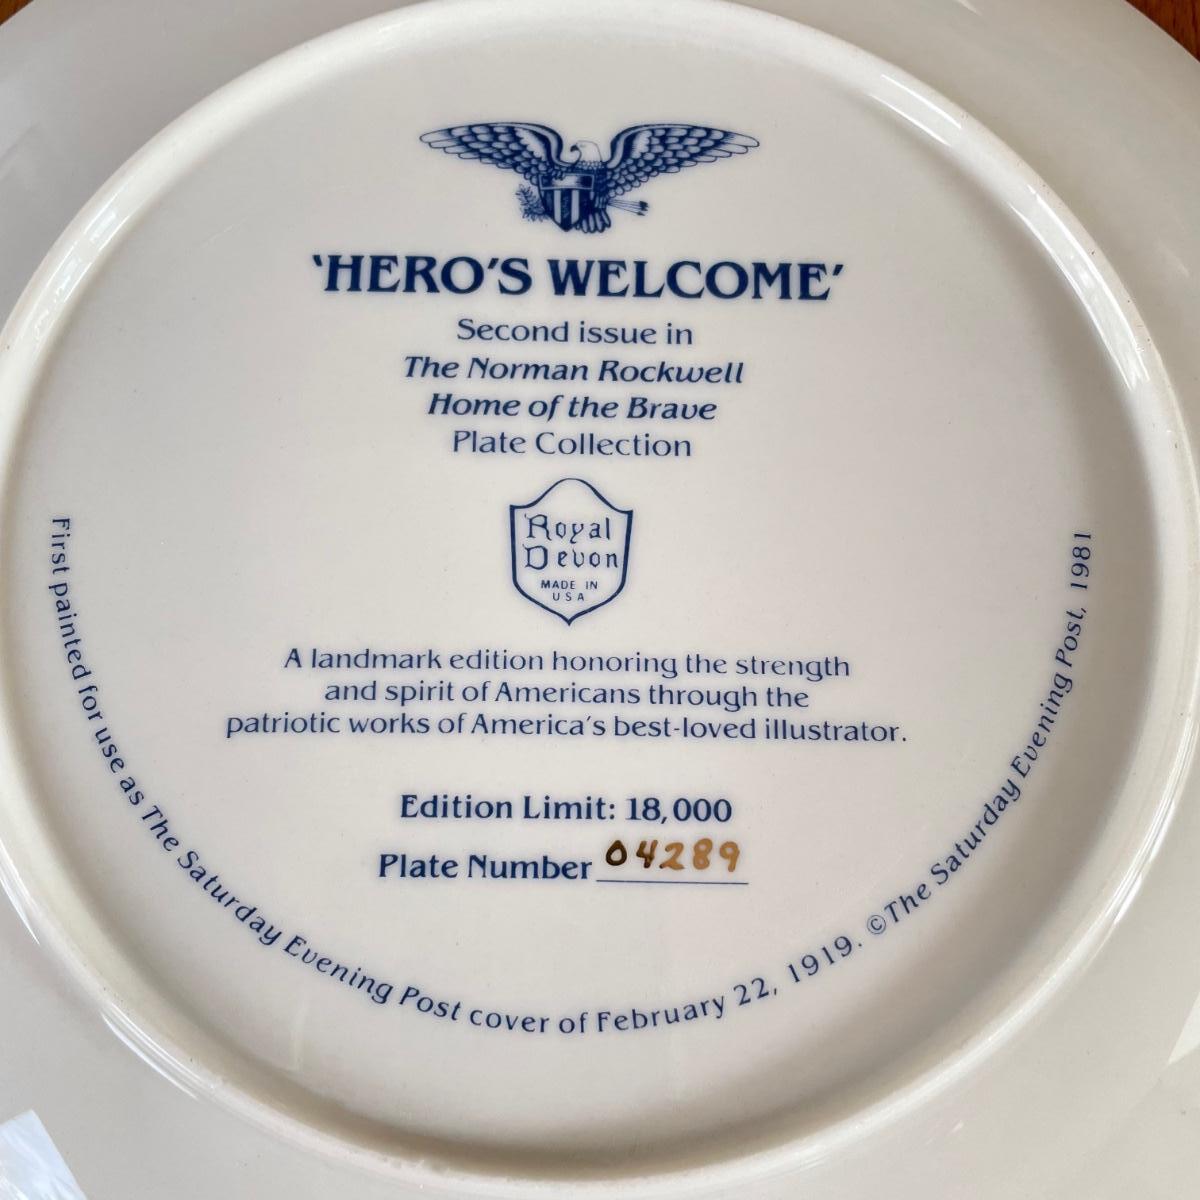 ‘HERO’S WELCOME’
Second issue in
The Norman Rockwell
Home of the Brave
Plate Collection
Royal
Devon
MADE IN
USA
A landmark edition honoring the strength
and spirit of Americans through the
patriotic works of America’s best-loved illustrator.
Edition Limit: 18,000
Plate Number 04289
First painted for use as The Saturday Evening Post cover of February 22, 1919. ©The Saturday Evening Post, 1981